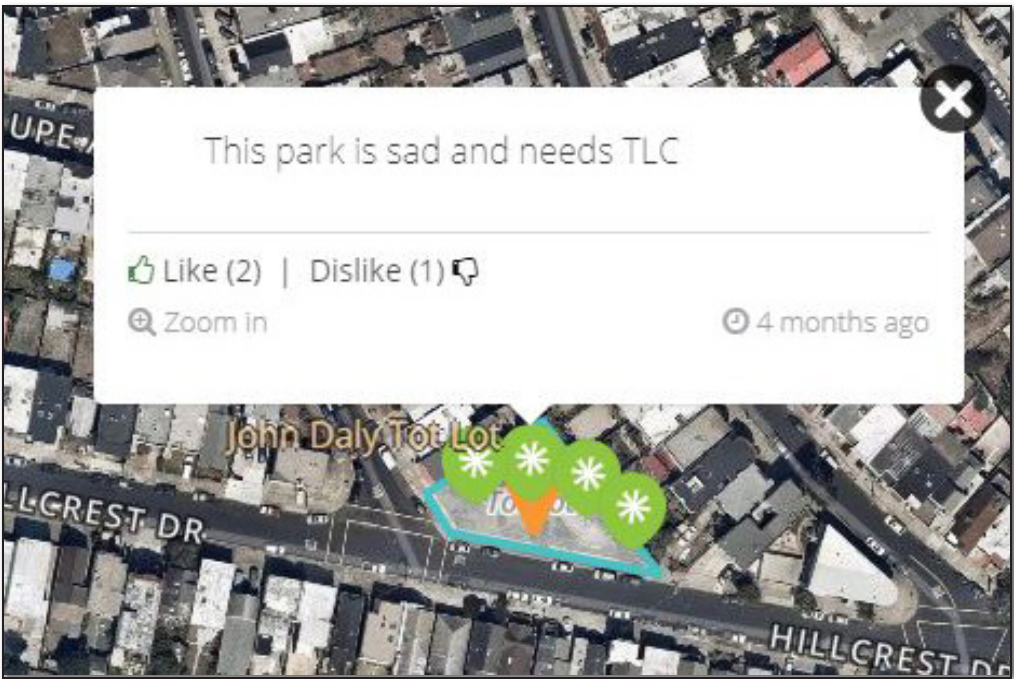 UPE
This park is sad and needs TLC
Like (2) | Dislike (1)
Zoom in
4 months ago
John Daly Tot Lot
LLCREST DR
HILLCREST DR